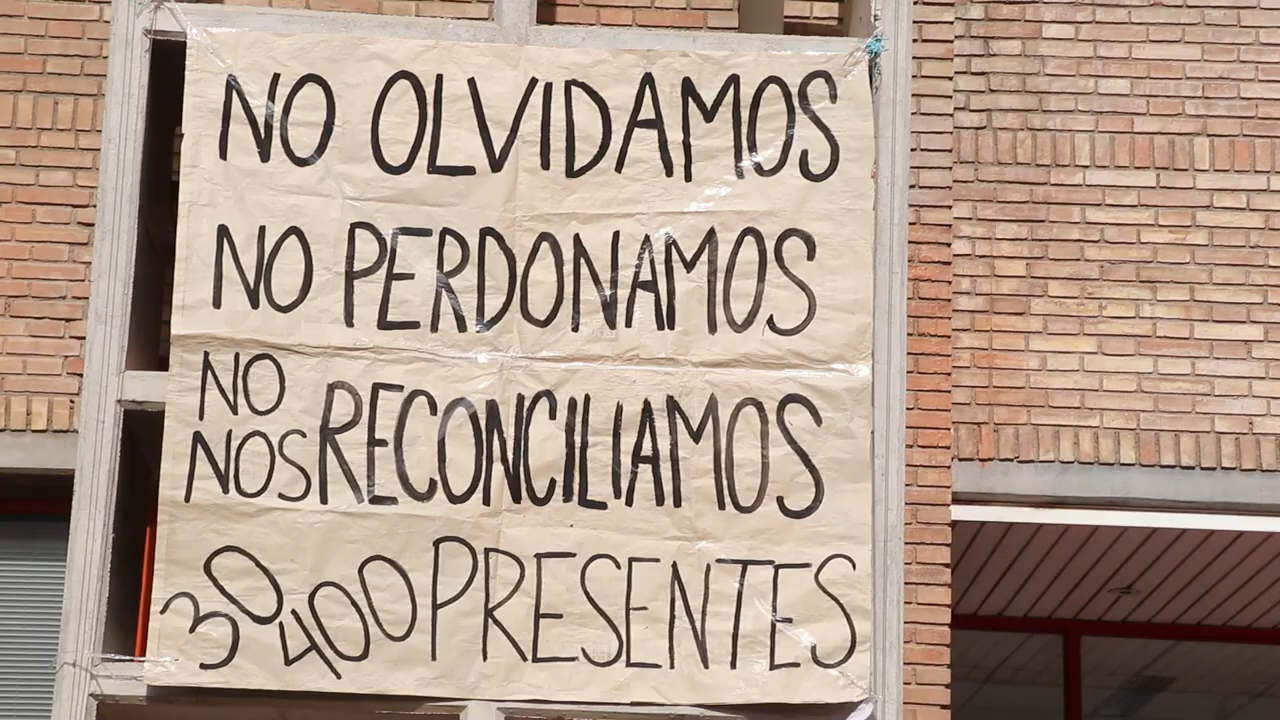 NO OLVIDAMOS
NO PERDONAMOS
NO
NOS RECONCILIAMOS
30400 PRESENTES